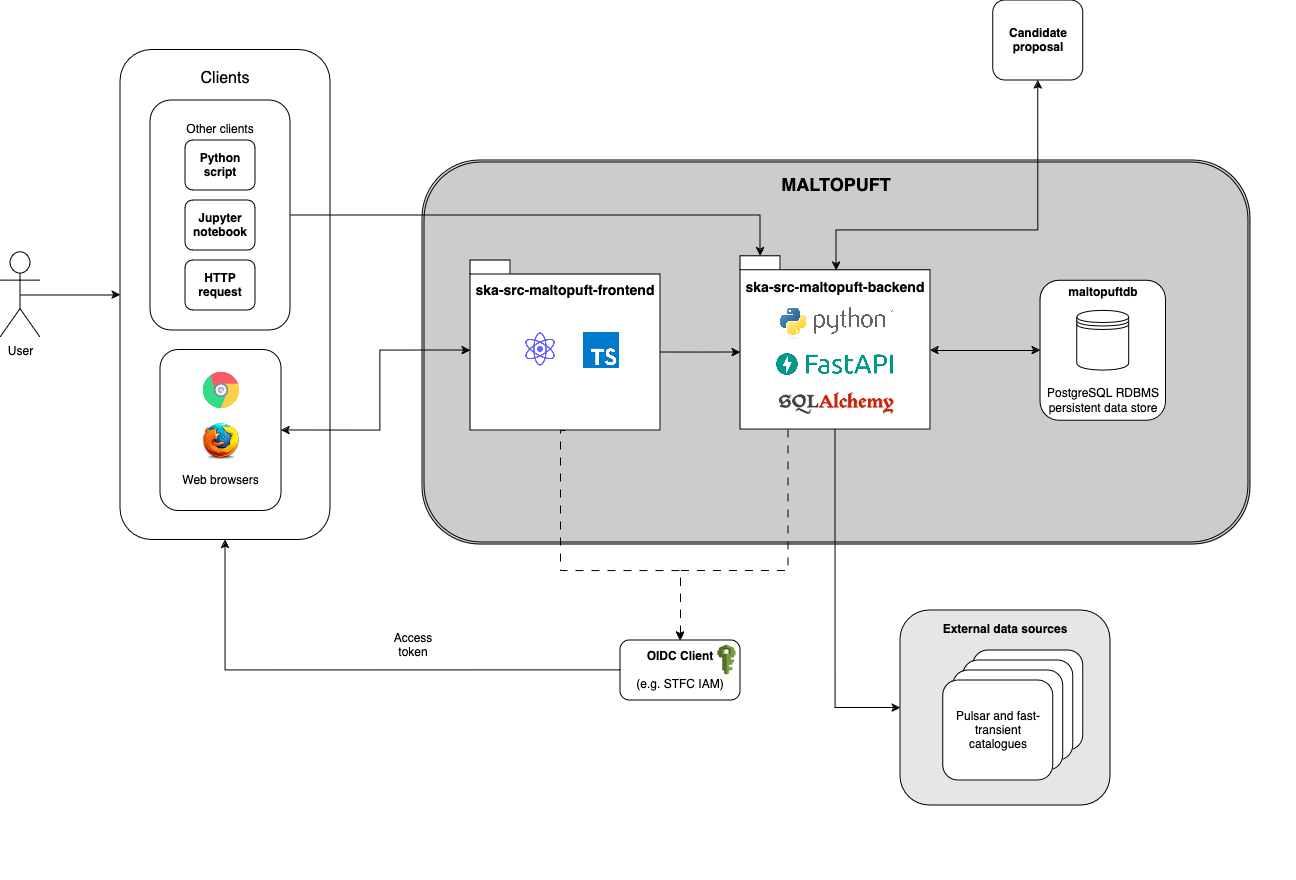 Candidate
proposal
Clients
Other clients
Python
script
Jupyter
notebook
HTTP
request
User
Web browsers
MALTOPUFT
ska-src-maltopuft-frontend
TS
ska-src-maltopuft-backend
python
FastAPI
SQLAlchemy
maltopuftdb
PostgreSQL RDBMS
persistent data store
Access
token
OIDC Client
(e.g. STFC IAM)
External data sources
Pulsar and fast-
transient
catalogues